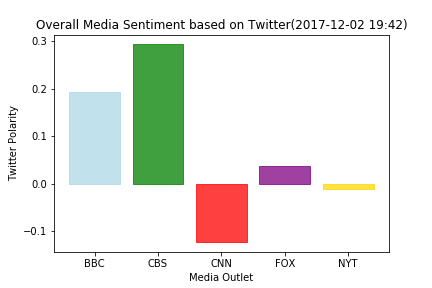 Overall Media Sentiment based on Twitter(2017-12-02 19:42)
Twitter Polarity
0.3
0.2
0.1
0.0
−0.1
BBC CBS CNN FOX NYT
Media Outlet